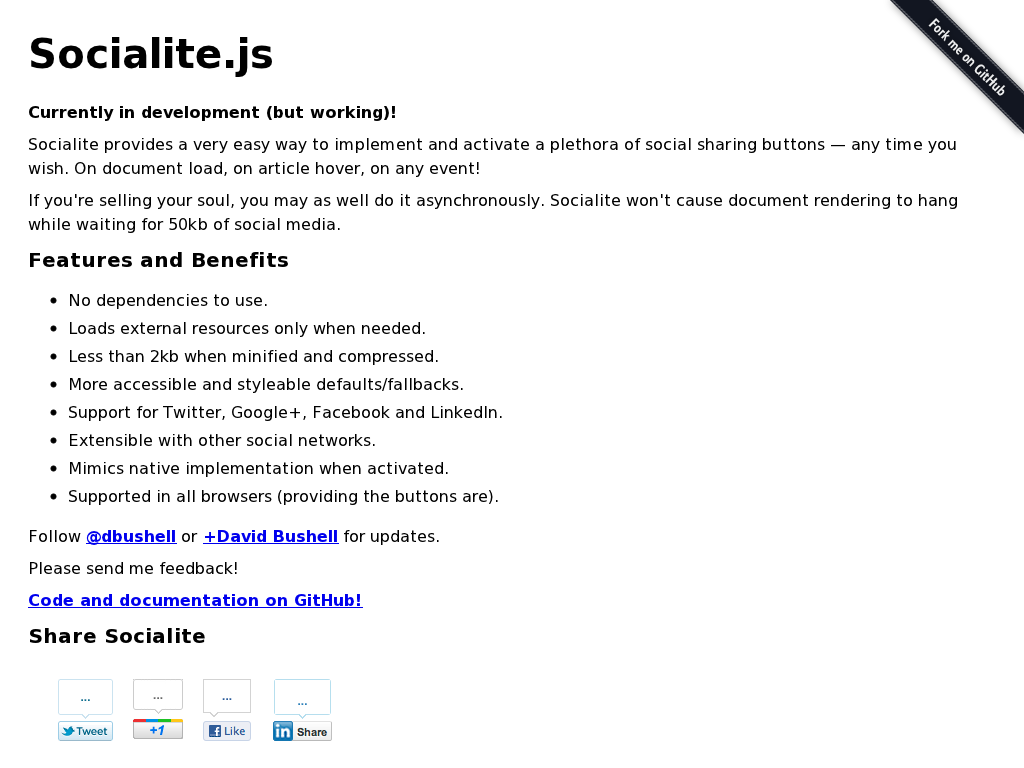 Socialite.js
Fork me on GitHub
Currently in development (but working)!
Socialite provides a very easy way to implement and activate a plethora of social sharing buttons — any time you
wish. On document load, on article hover, on any event!
If you're selling your soul, you may as well do it asynchronously. Socialite won't cause document rendering to hang
while waiting for 50kb of social media.
Features and Benefits
• No dependencies to use.
• Loads external resources only when needed.
• Less than 2kb when minified and compressed.
• More accessible and styleable defaults/fallbacks.
• Support for Twitter, Google+, Facebook and LinkedIn.
• Extensible with other social networks.
• Mimics native implementation when activated.
• Supported in all browsers (providing the buttons are).
Follow @dbushell or +David Bushell for updates.
Please send me feedback!
Code and documentation on GitHub!
Share Socialite
... ... ... ...
Tweet +1 Like in Share